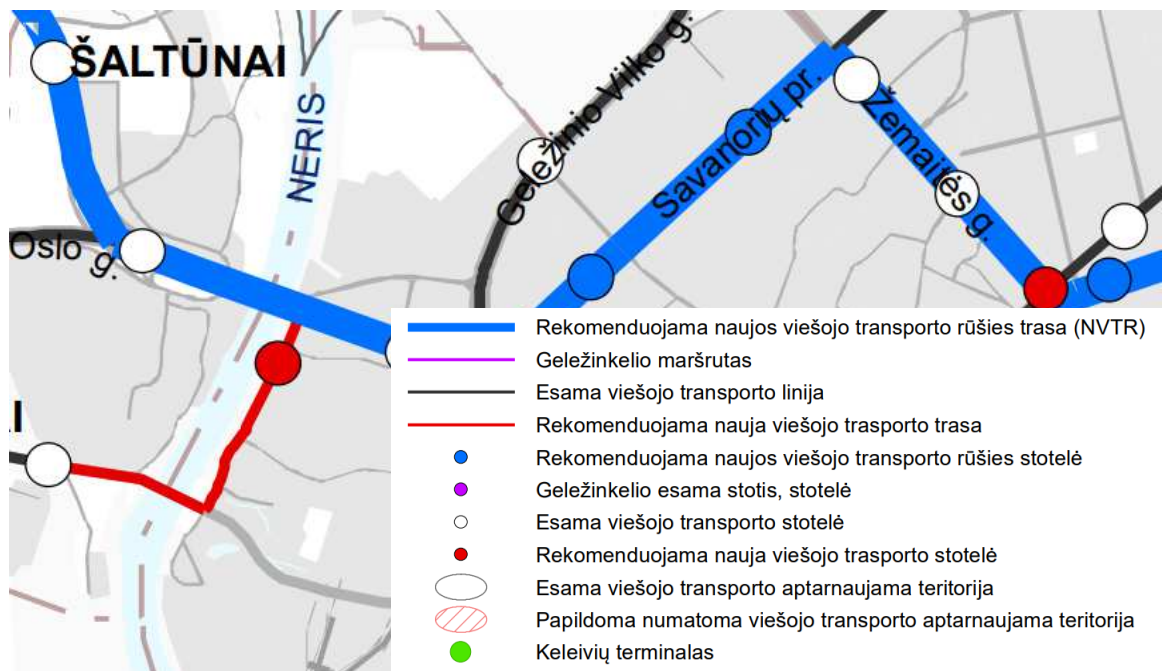 ŠALTŪNAI
NERIS
Geležinio Vilko g.
Savanorių pr.
Žemaitės g.
Oslo g.
Rekomenduojama naujos viešojo transporto rūšies trasa (NVTR)
Geležinkelio maršrutas
Esama viešojo transporto linija
Rekomenduojama nauja viešojo trasporto trasa
Rekomenduojama naujos viešojo transporto rūšies stotelė
Geležinkelio esama stotis, stotelė
Esama viešojo transporto stotelė
Rekomenduojama nauja viešojo trasporto stotelė
Esama viešojo transporto aptarnaujama teritorija
Papildoma numatoma viešojo transporto aptarnaujama teritorija
Keleivių terminalas